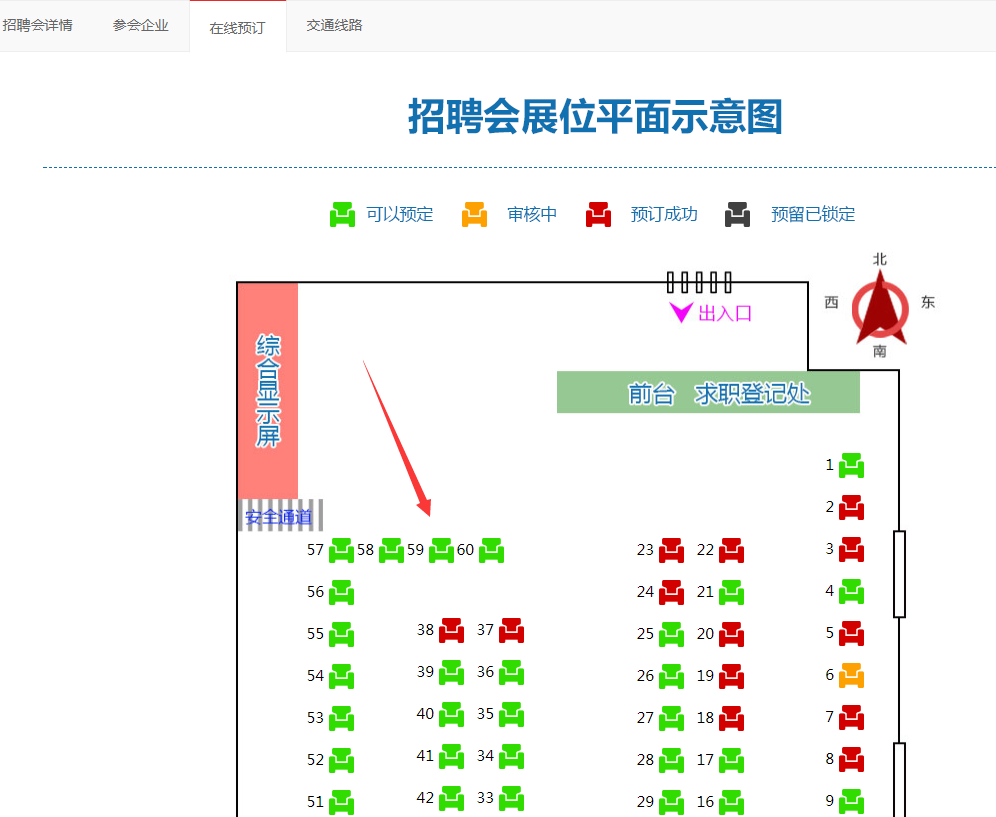 招聘会详情 参会企业 在线预订 交通线路
招聘会展位平面示意图
可以预定 审核中 预订成功 预留已锁定
北
西 东
南
出入口
综合显示屏
前台 求职登记处
安全通道
1
2
57 58 59 60 23 22 3
56 24 21 4
55 38 37 25 20 5
54 39 36 26 19 6
53 40 35 27 18 7
52 41 34 28 17 8
51 42 33 29 16 9